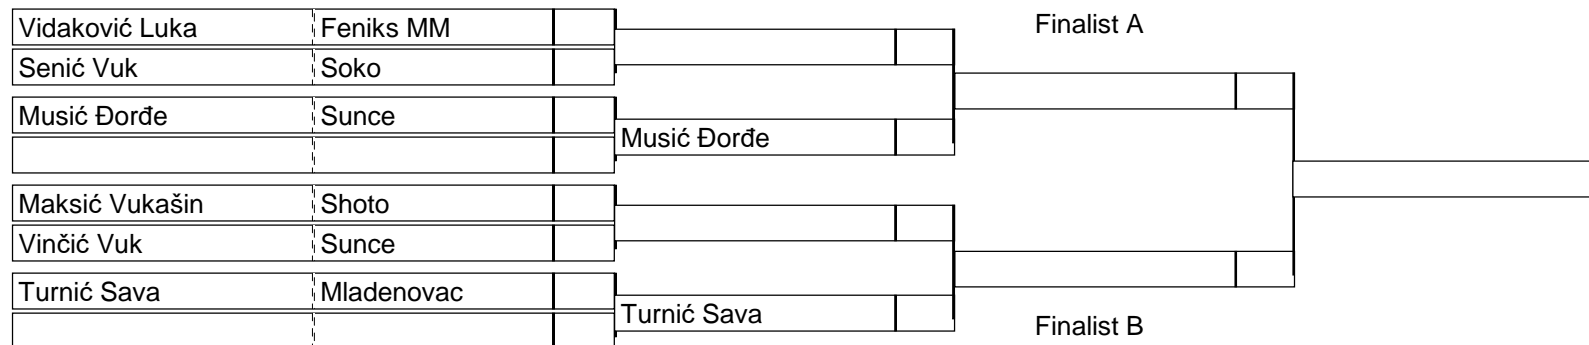 Vidaković Luka Feniks MM
Finalist A
Senić Vuk Soko
Musić Đorđe Sunce
Musić Đorđe
Maksić Vukašin Shoto
Vinčić Vuk Sunce
Turnić Sava Mladenovac
Turnić Sava
Finalist B